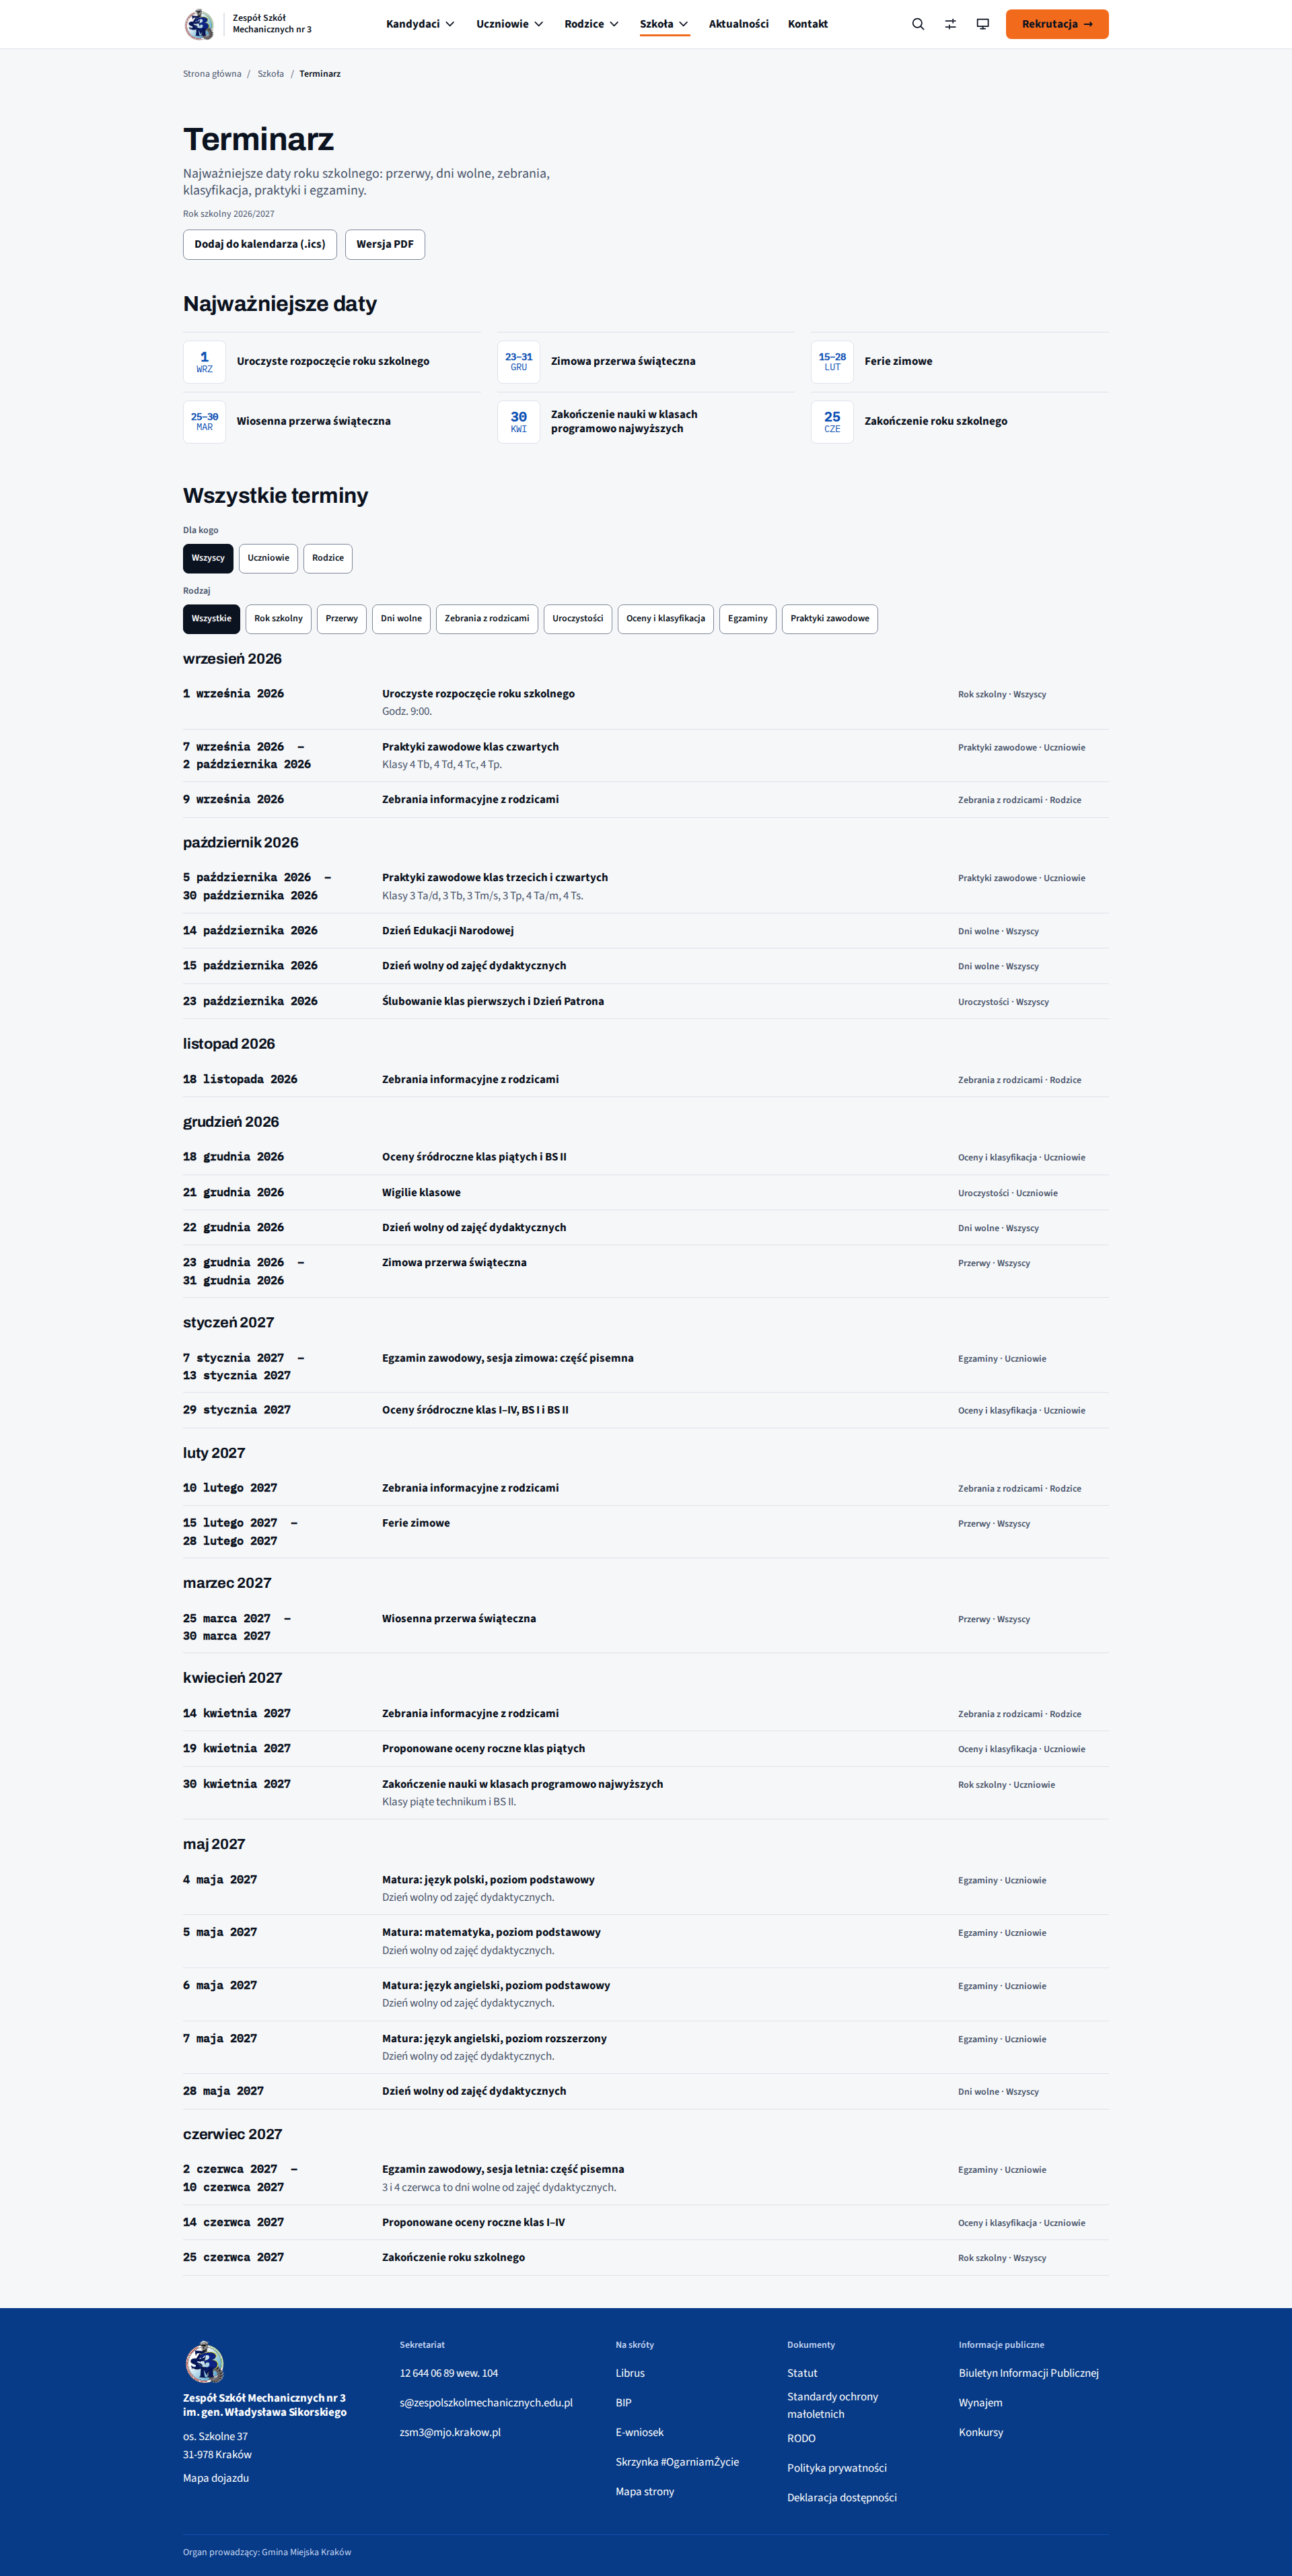 Zespół Szkół
Mechanicznych nr 3
Kandydaci
Uczniowie
Rodzice
Szkoła
Aktualności
Kontakt
Rekrutacja →
Strona główna / Szkoła / Terminarz
Terminarz
Najważniejsze daty roku szkolnego: przerwy, dni wolne, zebrania,
klasyfikacja, praktyki i egzaminy.
Rok szkolny 2026/2027
Dodaj do kalendarza (.ics)
Wersja PDF
Najważniejsze daty
1
WRZ
Uroczyste rozpoczęcie roku szkolnego
23–31
GRU
Zimowa przerwa świąteczna
15–28
LUT
Ferie zimowe
25–30
MAR
Wiosenna przerwa świąteczna
30
KWI
Zakończenie nauki w klasach
programowo najwyższych
25
CZE
Zakończenie roku szkolnego
Wszystkie terminy
Dla kogo
Wszyscy
Uczniowie
Rodzice
Rodzaj
Wszystkie
Rok szkolny
Przerwy
Dni wolne
Zebrania z rodzicami
Uroczystości
Oceny i klasyfikacja
Egzaminy
Praktyki zawodowe
wrzesień 2026
1 września 2026
Uroczyste rozpoczęcie roku szkolnego
Godz. 9:00.
Rok szkolny · Wszyscy
7 września 2026 –
2 października 2026
Praktyki zawodowe klas czwartych
Klasy 4 Tb, 4 Td, 4 Tc, 4 Tp.
Praktyki zawodowe · Uczniowie
9 września 2026
Zebrania informacyjne z rodzicami
Zebrania z rodzicami · Rodzice
październik 2026
5 października 2026 –
30 października 2026
Praktyki zawodowe klas trzecich i czwartych
Klasy 3 Ta/d, 3 Tb, 3 Tm/s, 3 Tp, 4 Ta/m, 4 Ts.
Praktyki zawodowe · Uczniowie
14 października 2026
Dzień Edukacji Narodowej
Dni wolne · Wszyscy
15 października 2026
Dzień wolny od zajęć dydaktycznych
Dni wolne · Wszyscy
23 października 2026
Ślubowanie klas pierwszych i Dzień Patrona
Uroczystości · Wszyscy
listopad 2026
18 listopada 2026
Zebrania informacyjne z rodzicami
Zebrania z rodzicami · Rodzice
grudzień 2026
18 grudnia 2026
Oceny śródroczne klas piątych i BS II
Oceny i klasyfikacja · Uczniowie
21 grudnia 2026
Wigilie klasowe
Uroczystości · Uczniowie
22 grudnia 2026
Dzień wolny od zajęć dydaktycznych
Dni wolne · Wszyscy
23 grudnia 2026 –
31 grudnia 2026
Zimowa przerwa świąteczna
Przerwy · Wszyscy
styczeń 2027
7 stycznia 2027 –
13 stycznia 2027
Egzamin zawodowy, sesja zimowa: część pisemna
Egzaminy · Uczniowie
29 stycznia 2027
Oceny śródroczne klas I–IV, BS I i BS II
Oceny i klasyfikacja · Uczniowie
luty 2027
10 lutego 2027
Zebrania informacyjne z rodzicami
Zebrania z rodzicami · Rodzice
15 lutego 2027 –
28 lutego 2027
Ferie zimowe
Przerwy · Wszyscy
marzec 2027
25 marca 2027 –
30 marca 2027
Wiosenna przerwa świąteczna
Przerwy · Wszyscy
kwiecień 2027
14 kwietnia 2027
Zebrania informacyjne z rodzicami
Zebrania z rodzicami · Rodzice
19 kwietnia 2027
Proponowane oceny roczne klas piątych
Oceny i klasyfikacja · Uczniowie
30 kwietnia 2027
Zakończenie nauki w klasach programowo najwyższych
Klasy piąte technikum i BS II.
Rok szkolny · Uczniowie
maj 2027
4 maja 2027
Matura: język polski, poziom podstawowy
Dzień wolny od zajęć dydaktycznych.
Egzaminy · Uczniowie
5 maja 2027
Matura: matematyka, poziom podstawowy
Dzień wolny od zajęć dydaktycznych.
Egzaminy · Uczniowie
6 maja 2027
Matura: język angielski, poziom podstawowy
Dzień wolny od zajęć dydaktycznych.
Egzaminy · Uczniowie
7 maja 2027
Matura: język angielski, poziom rozszerzony
Dzień wolny od zajęć dydaktycznych.
Egzaminy · Uczniowie
28 maja 2027
Dzień wolny od zajęć dydaktycznych
Dni wolne · Wszyscy
czerwiec 2027
2 czerwca 2027 –
10 czerwca 2027
Egzamin zawodowy, sesja letnia: część pisemna
3 i 4 czerwca to dni wolne od zajęć dydaktycznych.
Egzaminy · Uczniowie
14 czerwca 2027
Proponowane oceny roczne klas I–IV
Oceny i klasyfikacja · Uczniowie
25 czerwca 2027
Zakończenie roku szkolnego
Rok szkolny · Wszyscy
Zespół Szkół Mechanicznych nr 3
im. gen. Władysława Sikorskiego
os. Szkolne 37
31-978 Kraków
Mapa dojazdu
Sekretariat
12 644 06 89 wew. 104
s@zespolszkolmechanicznych.edu.pl
zsm3@mjo.krakow.pl
Na skróty
Librus
BIP
E-wniosek
Skrzynka #OgarniamŻycie
Mapa strony
Dokumenty
Statut
Standardy ochrony
małoletnich
RODO
Polityka prywatności
Deklaracja dostępności
Informacje publiczne
Biuletyn Informacji Publicznej
Wynajem
Konkursy
Organ prowadzący: Gmina Miejska Kraków